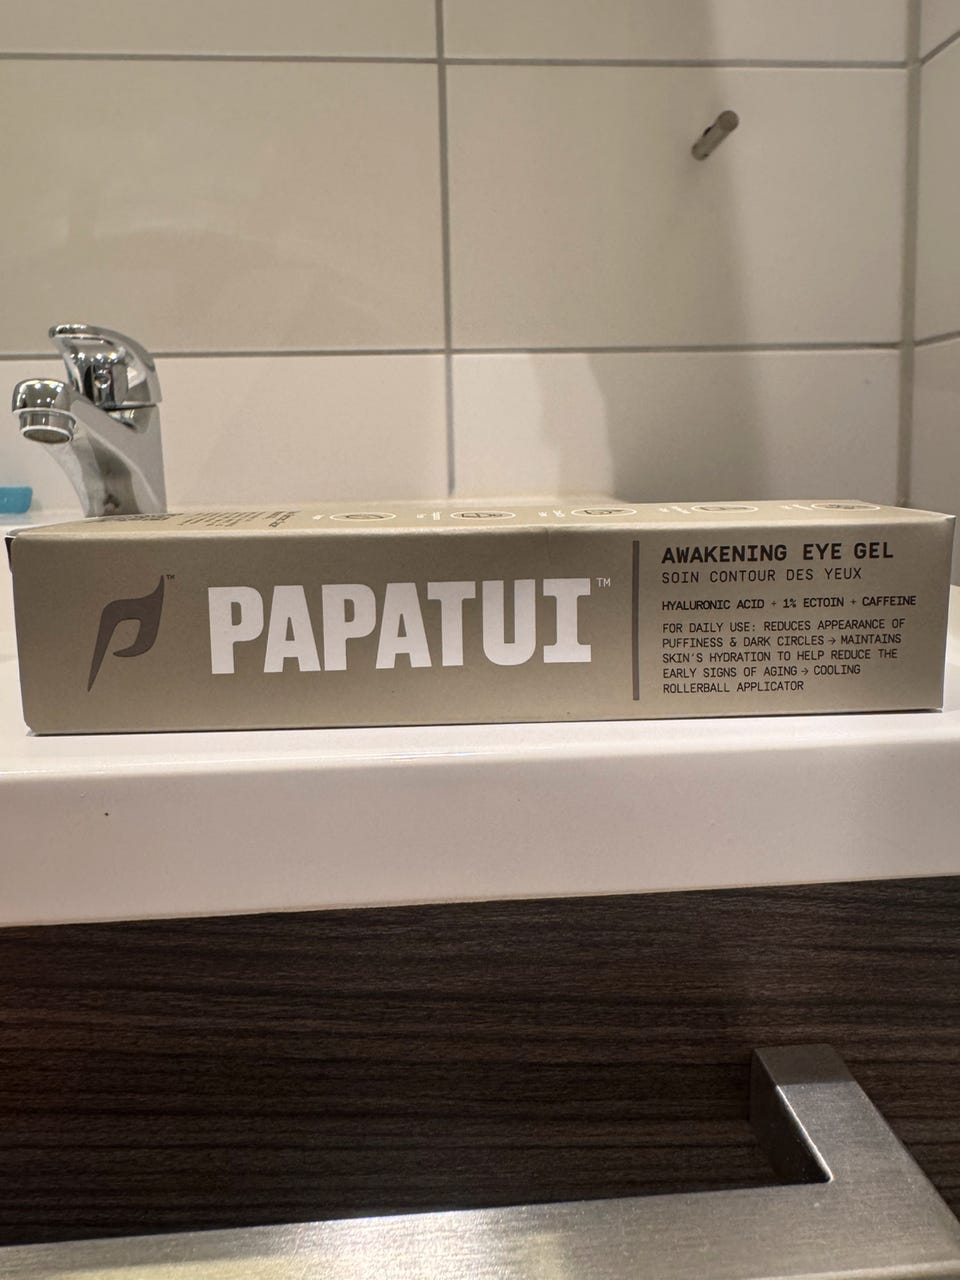 PAPATUI™
AWAKENING EYE GEL
SOIN CONTOUR DES YEUX
HYALURONIC ACID + 1% ECTOIN + CAFFEINE
FOR DAILY USE: REDUCES APPEARANCE OF
PUFFINESS & DARK CIRCLES → MAINTAINS
SKIN'S HYDRATION TO HELP REDUCE THE
EARLY SIGNS OF AGING → COOLING
ROLLERBALL APPLICATOR